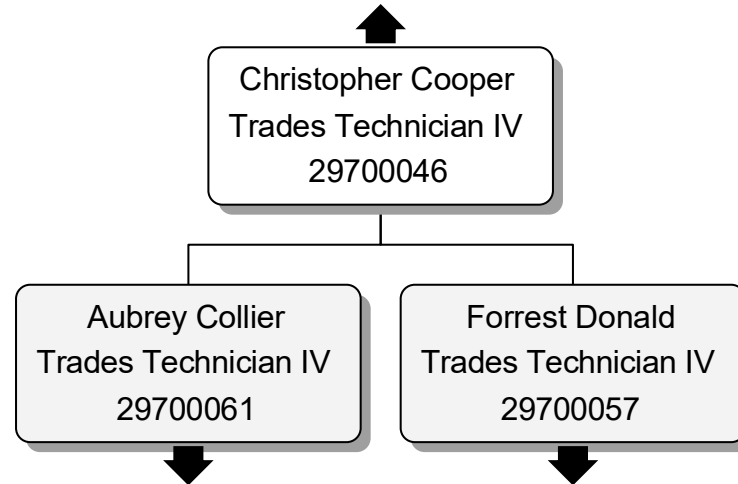 Christopher Cooper
Trades Technician IV
29700046
Aubrey Collier
Trades Technician IV
29700061
Forrest Donald
Trades Technician IV
29700057